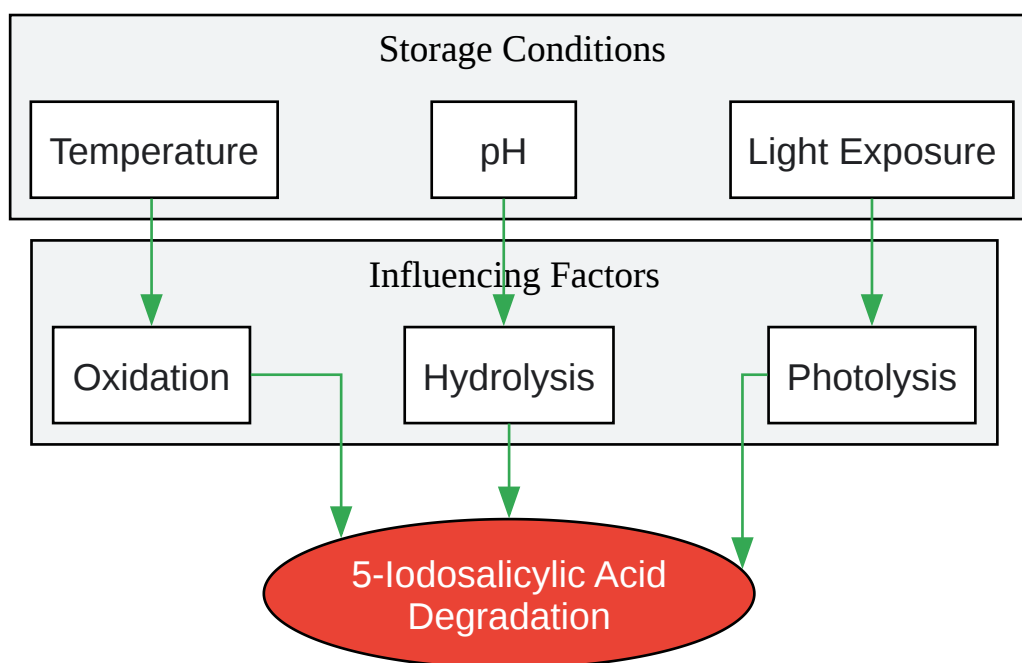 Storage Conditions
Temperature
pH
Light Exposure
Influencing Factors
Oxidation
Hydrolysis
Photolysis
5-Iodosalicylic Acid
Degradation